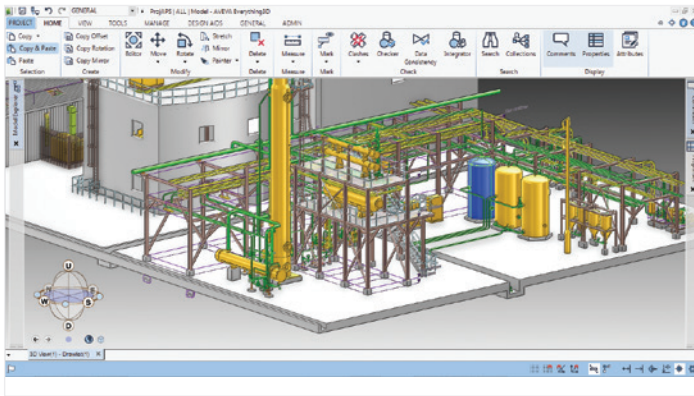 GENERAL
ProjAPS | ALL | Model - AVEVA Everything3D
PROJECT HOME VIEW TOOLS MANAGE DESIGN AIDS GENERAL ADMIN
Copy
Copy & Paste
Paste
Selection
Copy Offset
Copy Rotation
Copy Mirror
Create
Editor
Move
Rotate
Stretch
Mirror
Painter
Modify
Delete
Delete
Measure
Measure
Mark
Mark
Clashes
Checker
Data Consistency
Integrator
Check
Search
Collections
Search
Comments
Properties
Attributes
Display
Model Explorer
U
W
S
D
3D View(1) - Drawlist(1)